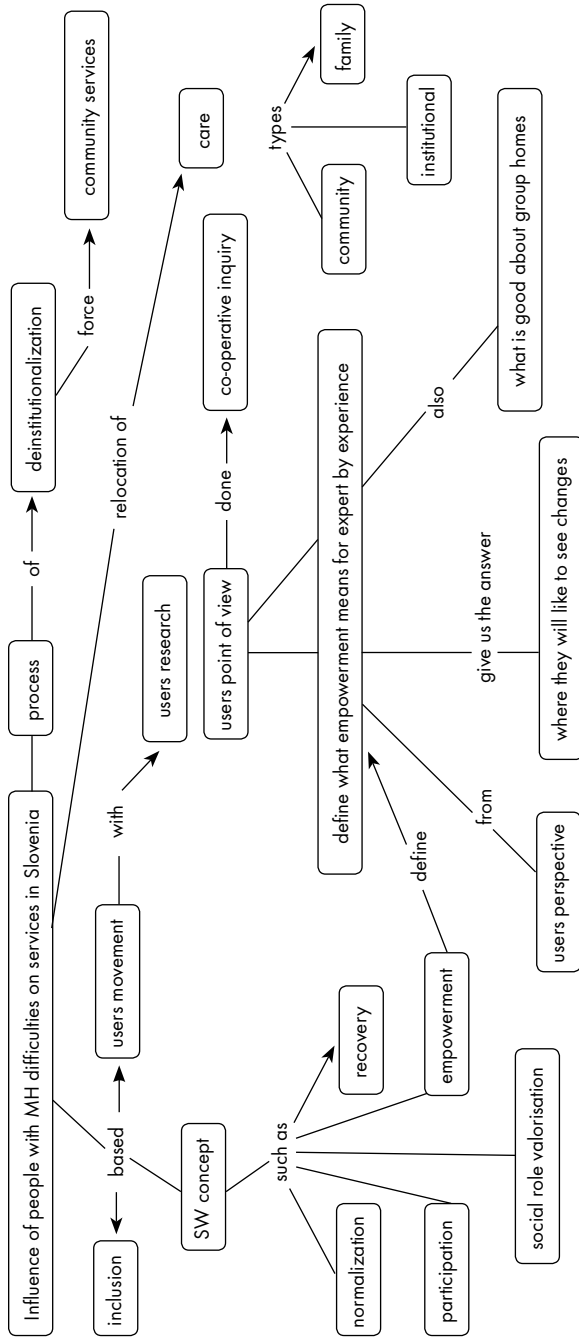 Influence of people with MH difficulties on services in Slovenia
process
of
deinstitutionalization
force
community services
relocation of
care
inclusion
based
users movement
with
users research
SW concept
users point of view
done
co-operative inquiry
types
community
institutional
family
such as
normalization
participation
social role valorisation
empowerment
recovery
define
define what empowerment means for expert by experience
from
users perspective
give us the answer
where they will like to see changes
also
what is good about group homes